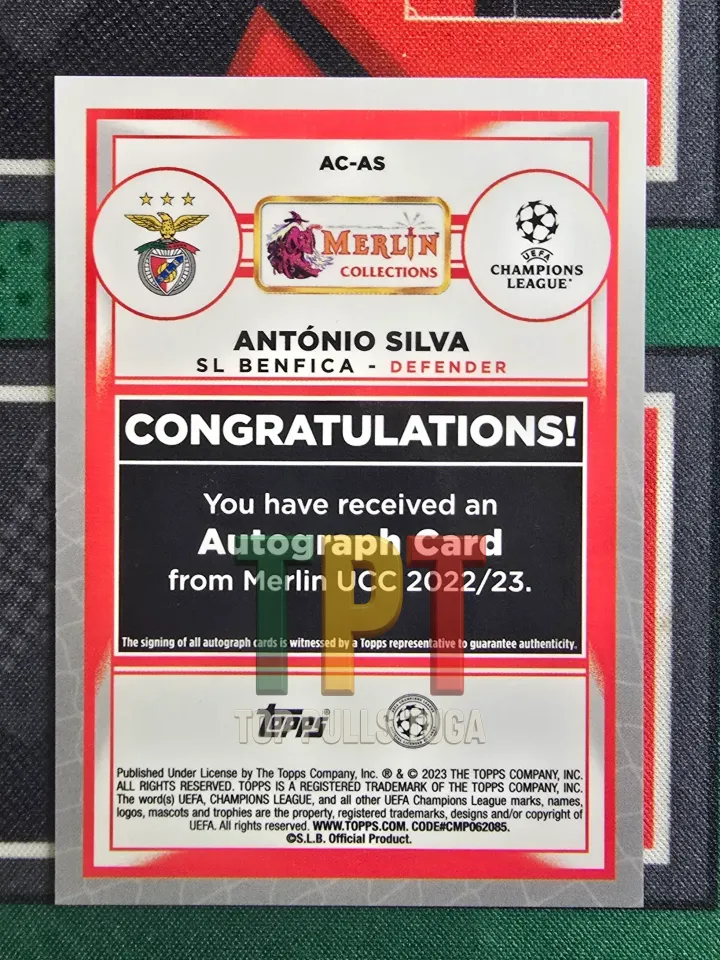 AC-AS
MERLIN
COLLECTIONS
UEFA
CHAMPIONS
LEAGUE
ANTÓNIO SILVA
SL BENFICA - DEFENDER
CONGRATULATIONS!
You have received an
Autograph Card
from Merlin UCC 2022/23.
The signing of all autograph cards is witnessed by a Topps representative to guarantee authenticity.
TPT
topps
Published Under License by The Topps Company, Inc. ® & © 2023 THE TOPPS COMPANY, INC.
ALL RIGHTS RESERVED. TOPPS IS A REGISTERED TRADEMARK OF THE TOPPS COMPANY, INC.
The word(s) UEFA, CHAMPIONS LEAGUE, and all other UEFA Champions League marks, names,
logos, mascots and trophies are the property, registered trademarks, designs and/or copyright of
UEFA. All rights reserved. WWW.TOPPS.COM. CODE#CMP062085.
©S.L.B. Official Product.